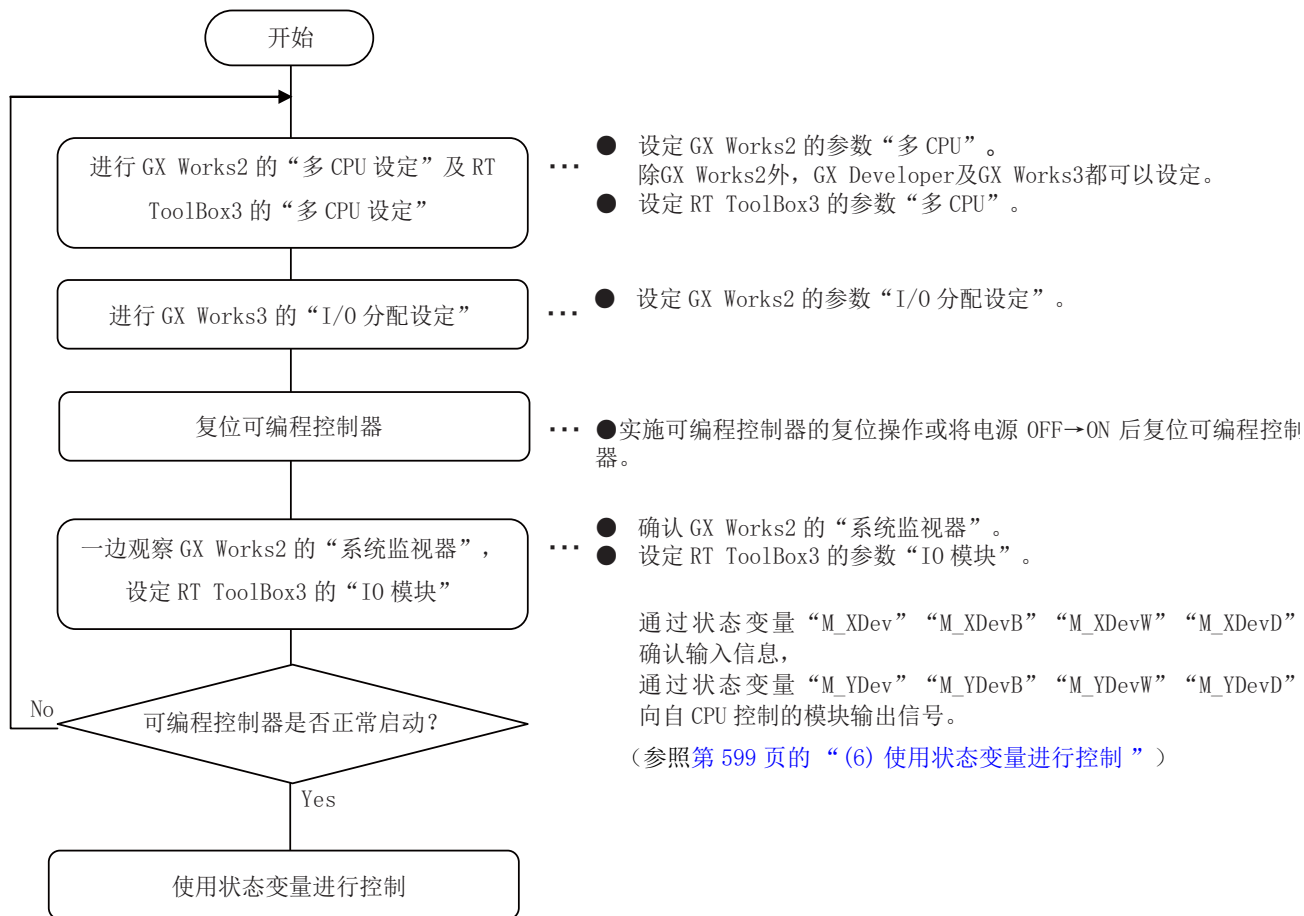 开始
进行 GX Works2 的“多 CPU 设定”及 RT
ToolBox3 的“多 CPU 设定”
··· ● 设定 GX Works2 的参数“多 CPU”。
除GX Works2外，GX Developer及GX Works3都可以设定。
● 设定 RT ToolBox3 的参数“多 CPU”。
进行 GX Works3 的“I/O 分配设定”
··· ● 设定 GX Works2 的参数“I/O 分配设定”。
复位可编程控制器
··· ●实施可编程控制器的复位操作或将电源 OFF→ON 后复位可编程控制
器。
一边观察 GX Works2 的“系统监视器”，
设定 RT ToolBox3 的“IO 模块”
··· ● 确认 GX Works2 的“系统监视器”。
● 设定 RT ToolBox3 的参数“IO 模块”。
通过状态变量“M_XDev”“M_XDevB”“M_XDevW”“M_XDevD”
确认输入信息，
通过状态变量“M_YDev”“M_YDevB”“M_YDevW”“M_YDevD”
向自 CPU 控制的模块输出信号。
（参照第 599 页的 “(6) 使用状态变量进行控制 ”）
No
可编程控制器是否正常启动？
Yes
使用状态变量进行控制